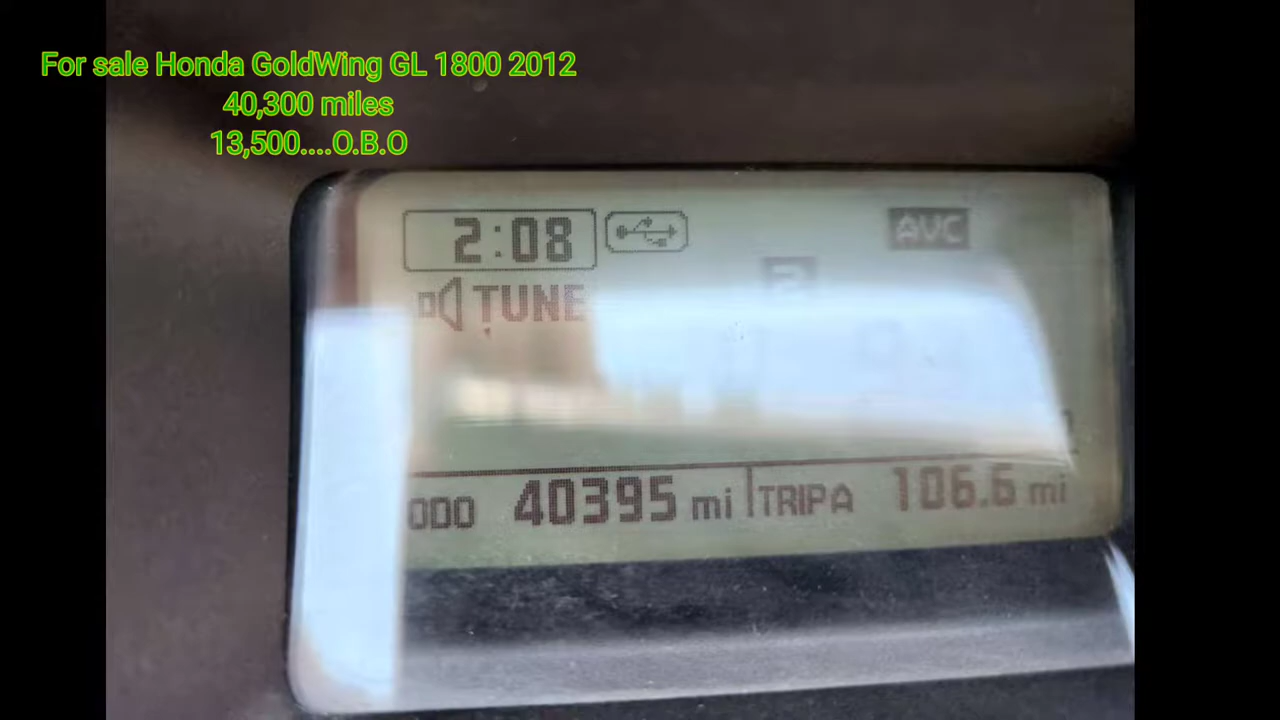 For sale Honda GoldWing GL 1800 2012
40,300 miles
13,500....O.B.O
2:08 AVC
TUNE
ODO 40395 mi TRIP A 106.6 mi